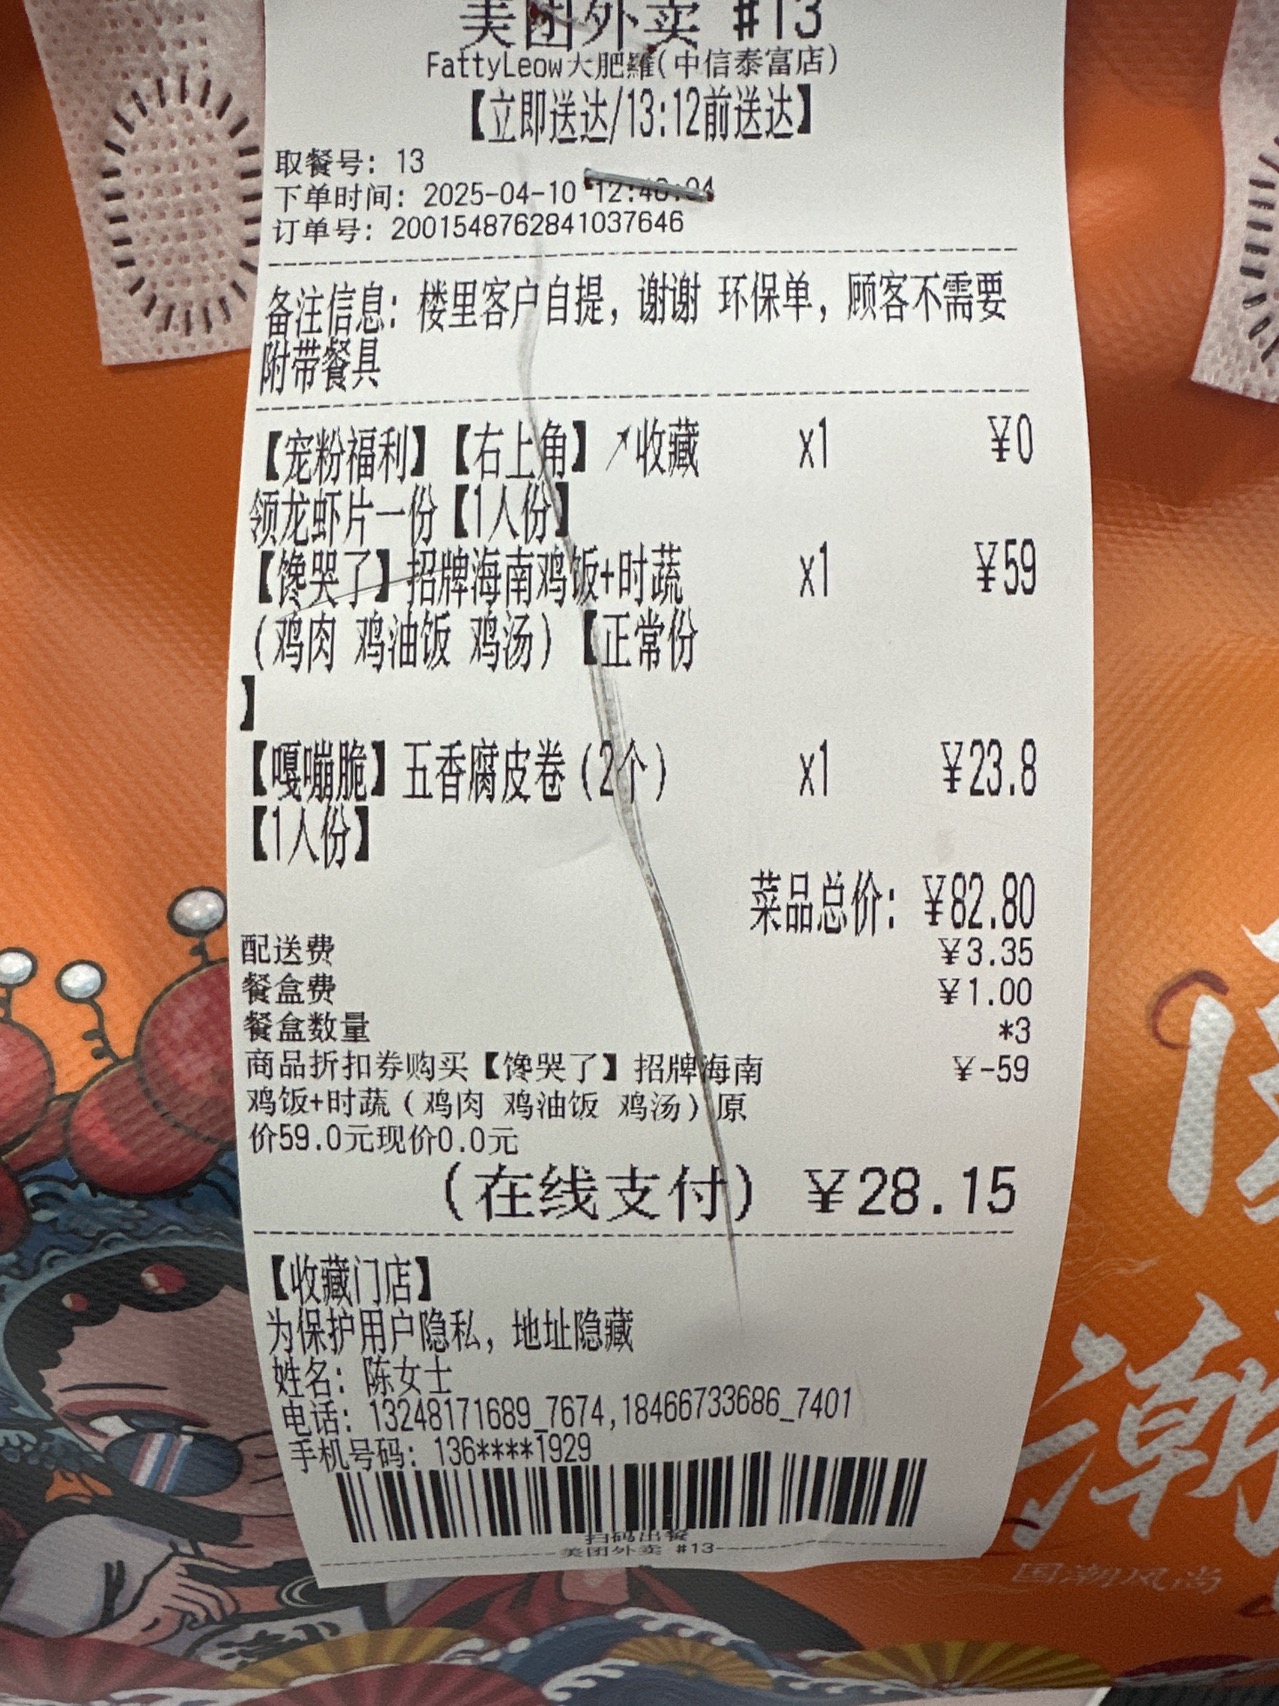 美团外卖 #13
FattyLeow大肥羅(中信泰富店)
【立即送达/13:12前送达】
取餐号: 13
下单时间: 2025-04-10
订单号: 2001548762841037646
备注信息: 楼里客户自提, 谢谢 环保单, 顾客不需要
附带餐具
【宠粉福利】【右上角】↗收藏 x1 ¥0
领龙虾片一份【1人份】
【馋哭了】招牌海南鸡饭+时蔬 x1 ¥59
(鸡肉 鸡油饭 鸡汤)【正常份
】
【嘎嘣脆】五香腐皮卷(2个) x1 ¥23.8
【1人份】
菜品总价: ¥82.80
配送费 ¥3.35
餐盒费 ¥1.00
餐盒数量 *3
商品折扣券购买【馋哭了】招牌海南 ¥-59
鸡饭+时蔬(鸡肉 鸡油饭 鸡汤)原
价59.0元现价0.0元
(在线支付) ¥28.15
【收藏门店】
为保护用户隐私, 地址隐藏
姓名: 陈女士
电话: 13248171689_7674,18466733686_7401
手机号码: 136****1929
扫码出餐
美团外卖 #13
潮
国潮风尚